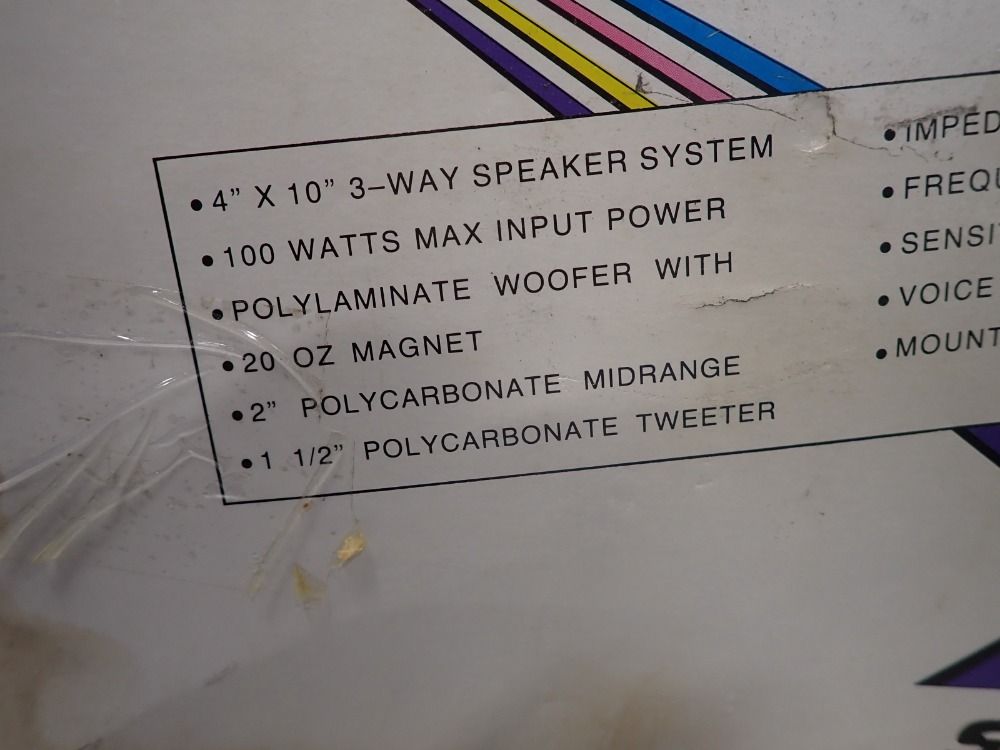 • 4” X 10” 3–WAY SPEAKER SYSTEM
• 100 WATTS MAX INPUT POWER
• POLYLAMINATE WOOFER WITH
• 20 OZ MAGNET
• 2” POLYCARBONATE MIDRANGE
• 1 1/2” POLYCARBONATE TWEETER
• IMPED
• FREQU
• SENSI
• VOICE
• MOUNT